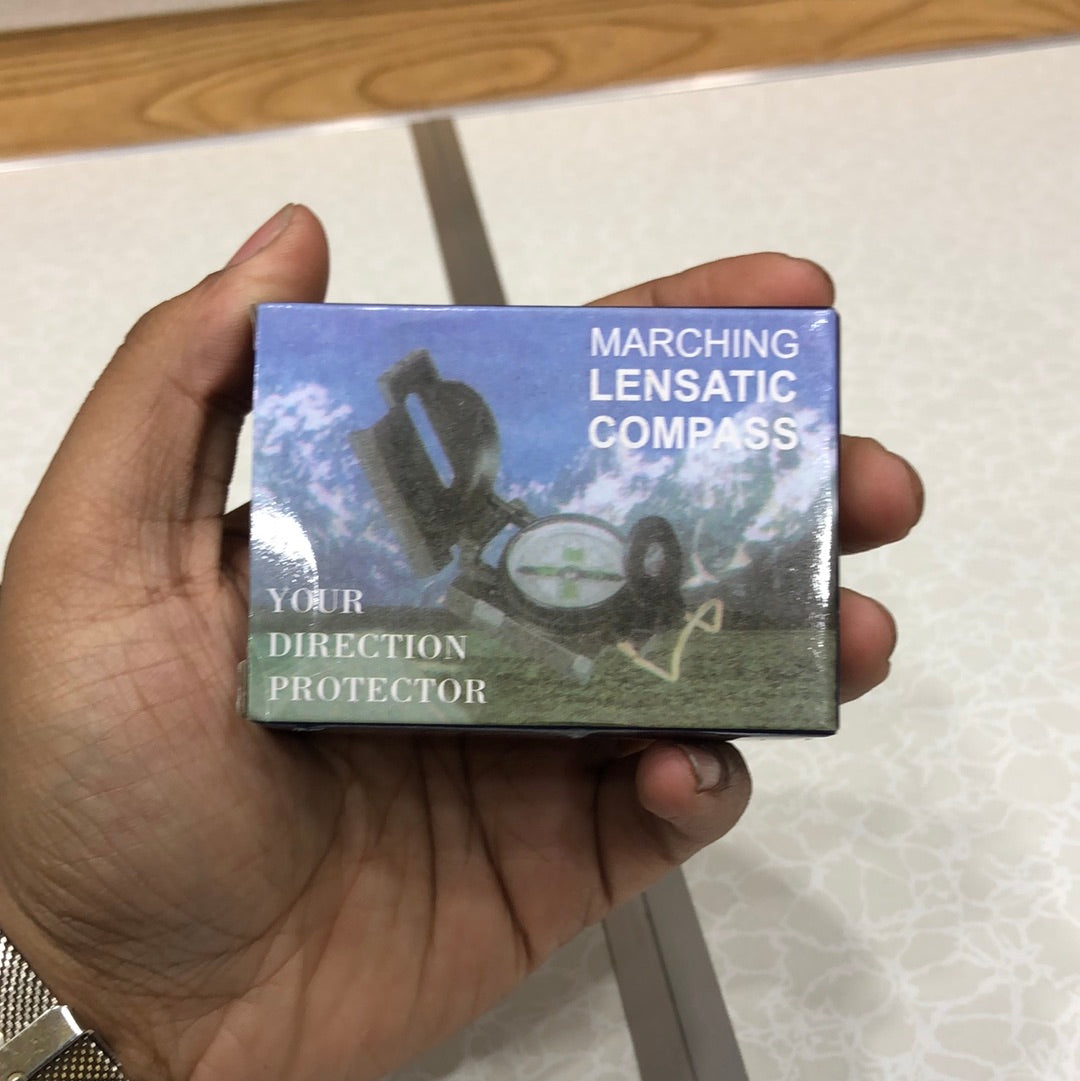 MARCHING
LENSATIC
COMPASS
YOUR
DIRECTION
PROTECTOR